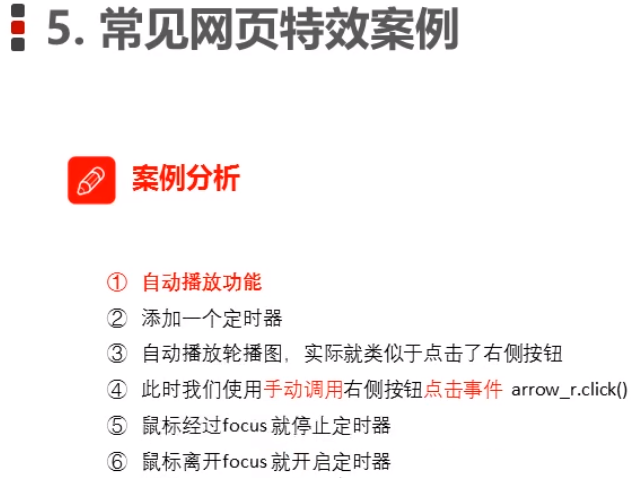 5. 常见网页特效案例
案例分析
① 自动播放功能
② 添加一个定时器
③ 自动播放轮播图，实际就类似于点击了右侧按钮
④ 此时我们使用手动调用右侧按钮点击事件 arrow_r.click()
⑤ 鼠标经过focus 就停止定时器
⑥ 鼠标离开focus 就开启定时器